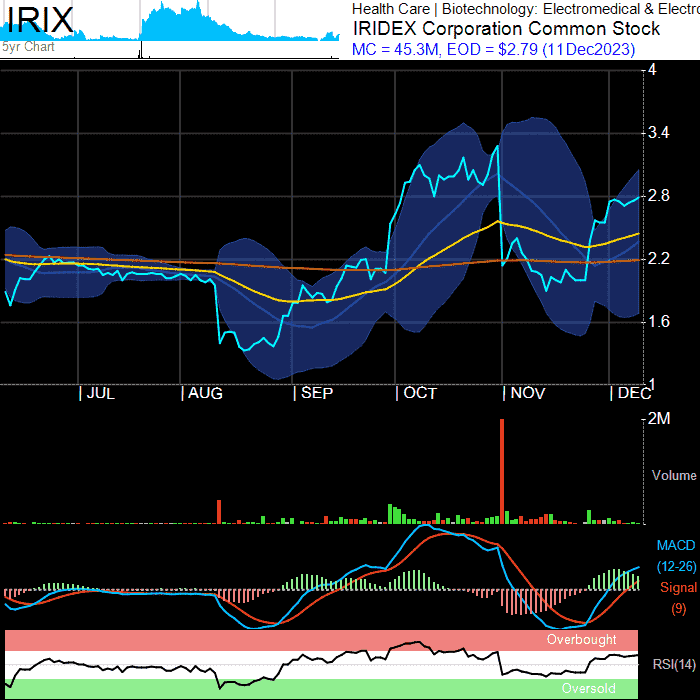 IRIX
5yr Chart
Health Care | Biotechnology: Electromedical & Electro
IRIDEX Corporation Common Stock
MC = 45.3M, EOD = $2.79 (11Dec2023)
4
3.4
2.8
2.2
1.6
1
| JUL | AUG | SEP | OCT | NOV | DEC
2M
Volume
MACD
(12-26)
Signal
(9)
Overbought
RSI(14)
Oversold